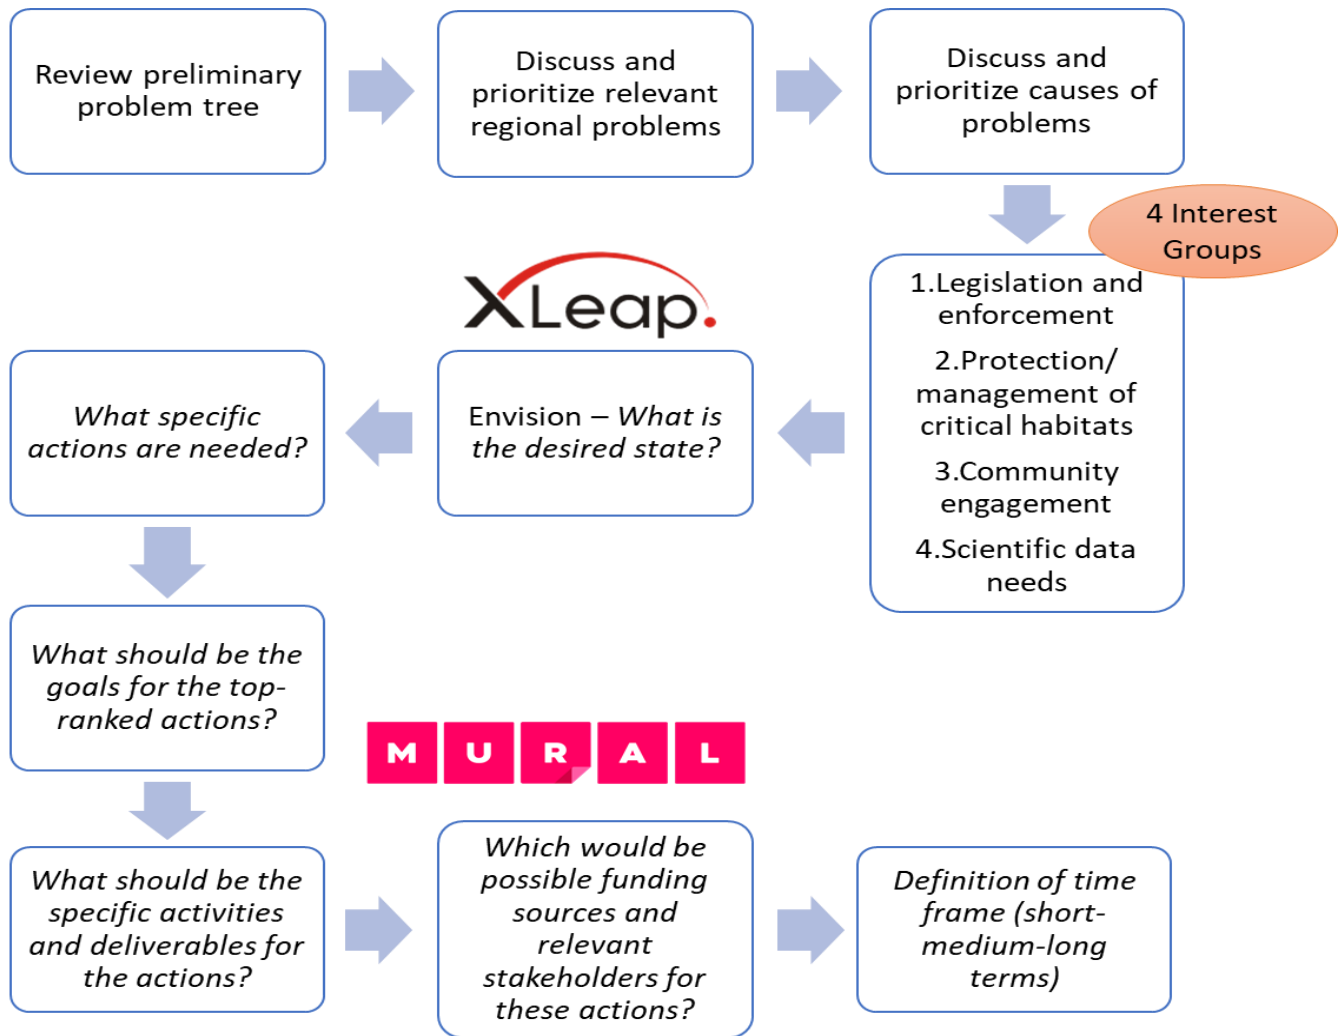 Review preliminary
problem tree
Discuss and
prioritize relevant
regional problems
Discuss and
prioritize causes of
problems
4 Interest
Groups
1.Legislation and
enforcement
2.Protection/
management of
critical habitats
3.Community
engagement
4.Scientific data
needs
XLeap.
Envision – What is
the desired state?
What specific
actions are needed?
What should be the
goals for the top-
ranked actions?
MURAL
What should be the
specific activities
and deliverables for
the actions?
Which would be
possible funding
sources and
relevant
stakeholders for
these actions?
Definition of time
frame (short-
medium-long
terms)